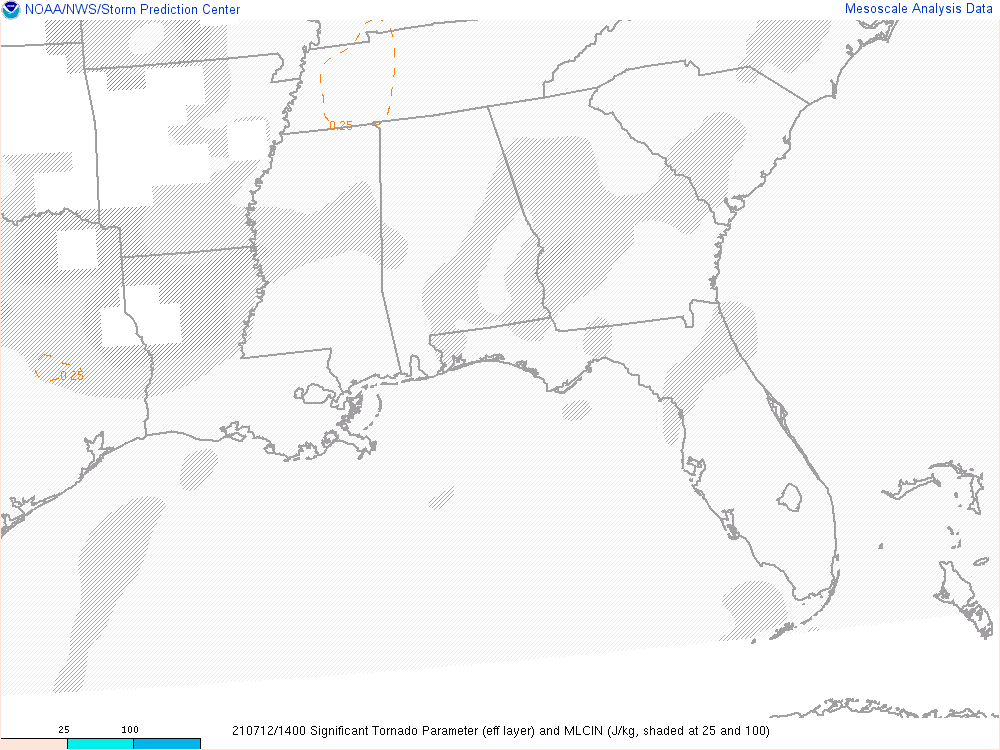 NOAA/NWS/Storm Prediction Center
Mesoscale Analysis Data
0.25
0.25
25 100
210712/1400 Significant Tornado Parameter (eff layer) and MLCIN (J/kg, shaded at 25 and 100)